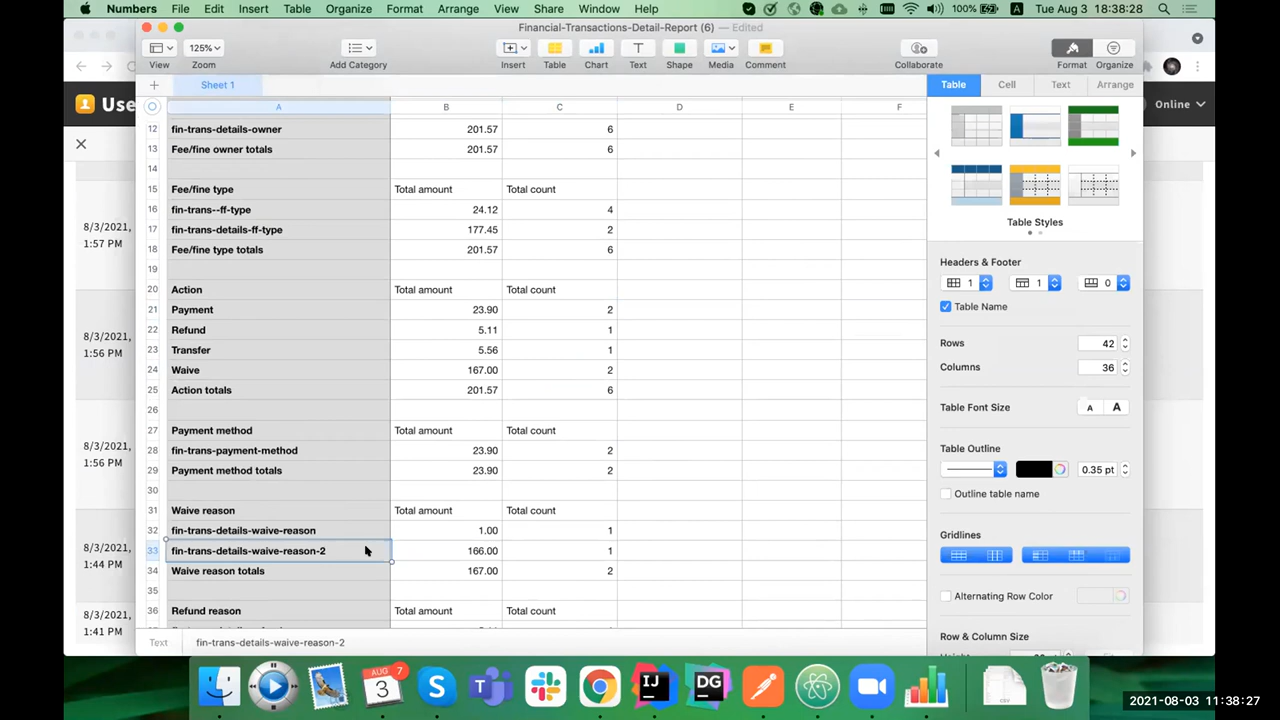 Numbers File Edit Insert Table Organize Format Arrange View Share Window Help 100% A Tue Aug 3 18:38:28
Financial-Transactions-Detail-Report (6) — Edited
125%
View Zoom Add Category Insert Table Chart Text Shape Media Comment Collaborate Format Organize
Sheet 1
Table Cell Text Arrange
Use
Online
A B C D E F
12 fin-trans-details-owner 201.57 6
13 Fee/fine owner totals 201.57 6
14
15 Fee/fine type Total amount Total count
16 fin-trans--ff-type 24.12 4
17 fin-trans-details-ff-type 177.45 2
18 Fee/fine type totals 201.57 6
19
20 Action Total amount Total count
21 Payment 23.90 2
22 Refund 5.11 1
23 Transfer 5.56 1
24 Waive 167.00 2
25 Action totals 201.57 6
26
27 Payment method Total amount Total count
28 fin-trans-payment-method 23.90 2
29 Payment method totals 23.90 2
30
31 Waive reason Total amount Total count
32 fin-trans-details-waive-reason 1.00 1
33 fin-trans-details-waive-reason-2 166.00 1
34 Waive reason totals 167.00 2
35
36 Refund reason Total amount Total count
Text fin-trans-details-waive-reason-2
8/3/2021,
1:57 PM
8/3/2021,
1:56 PM
8/3/2021,
1:56 PM
8/3/2021,
1:44 PM
8/3/2021,
1:41 PM
Table Styles
Headers & Footer
1 1 0
Table Name
Rows 42
Columns 36
Table Font Size A A
Table Outline
0.35 pt
Outline table name
Gridlines
Alternating Row Color
Row & Column Size
AUG 7
3
S
T
IJ
DG
2021-08-03 11:38:27